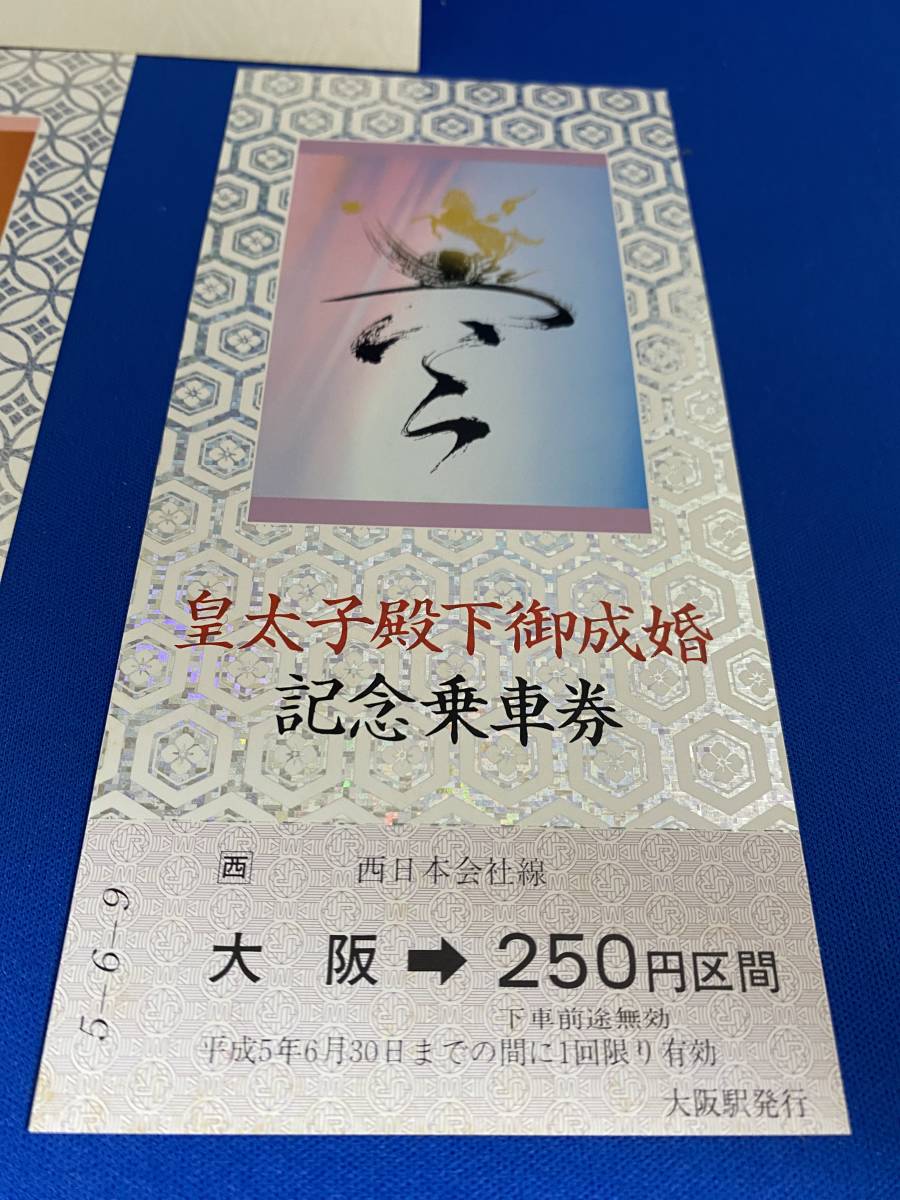 皇太子殿下御成婚
記念乗車券
西 西日本会社線
大阪➡250円区間
下車前途無効
平成5年6月30日までの間に1回限り有効
大阪駅発行
5-6-9